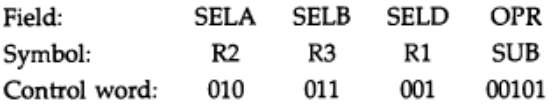 Field: SELA SELB SELD OPR
Symbol: R2 R3 R1 SUB
Control word: 010 011 001 00101